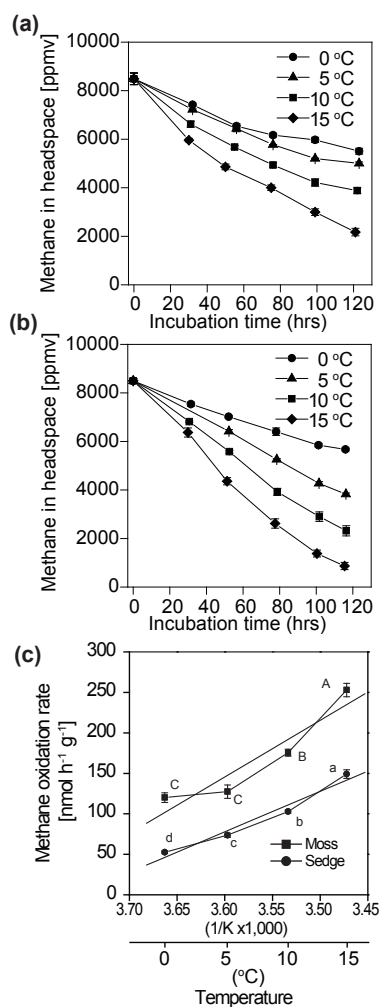 (a)
10000
8000
6000
4000
2000
0
Methane in headspace [ppmv]
0 °C
5 °C
10 °C
15 °C
0 20 40 60 80 100 120
Incubation time (hrs)
(b)
10000
8000
6000
4000
2000
0
Methane in headspace [ppmv]
0 °C
5 °C
10 °C
15 °C
0 20 40 60 80 100 120
Incubation time (hrs)
(c)
300
250
200
150
100
50
0
Methane oxidation rate
[nmol h⁻¹ g⁻¹]
A
B
C
C
a
b
c
d
Moss
Sedge
3.70 3.65 3.60 3.55 3.50 3.45
(1/K x1,000)
0 5 10 15
(°C)
Temperature